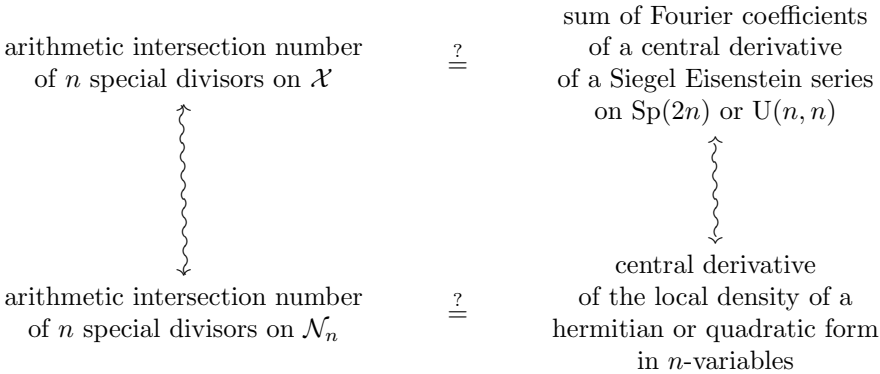 arithmetic intersection number
of n special divisors on 𝒳
?
=
sum of Fourier coefficients
of a central derivative
of a Siegel Eisenstein series
on Sp(2n) or U(n, n)
arithmetic intersection number
of n special divisors on 𝒩ₙ
?
=
central derivative
of the local density of a
hermitian or quadratic form
in n-variables